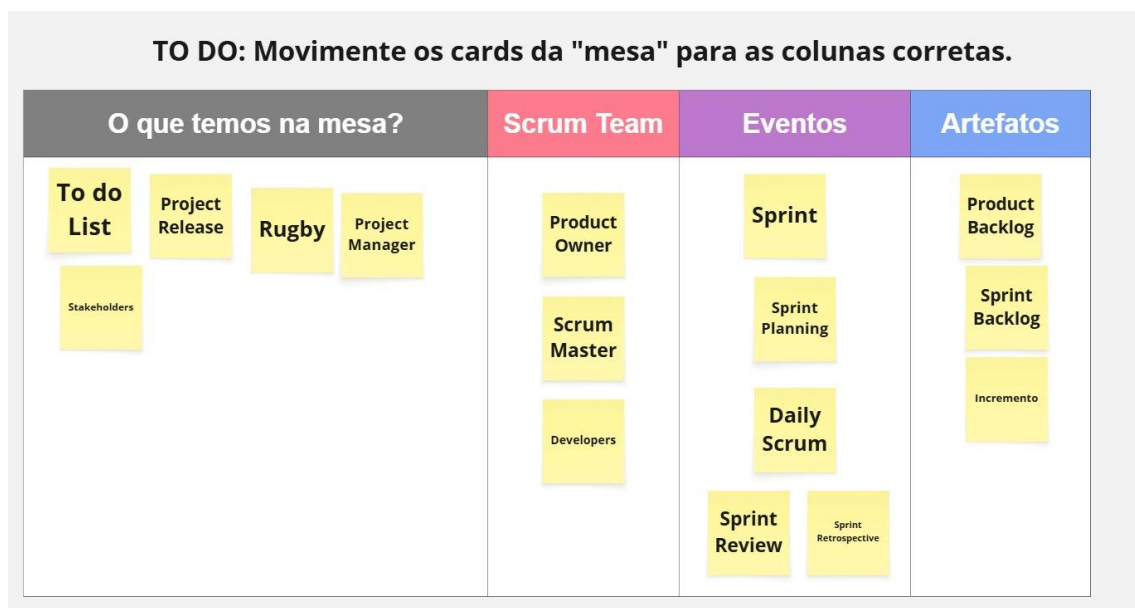 TO DO: Movimente os cards da "mesa" para as colunas corretas.
O que temos na mesa?
Scrum Team
Eventos
Artefatos
To do
List
Project
Release
Rugby
Project
Manager
Stakeholders
Product
Owner
Scrum
Master
Developers
Sprint
Sprint
Planning
Daily
Scrum
Sprint
Review
Sprint
Retrospective
Product
Backlog
Sprint
Backlog
Incremento